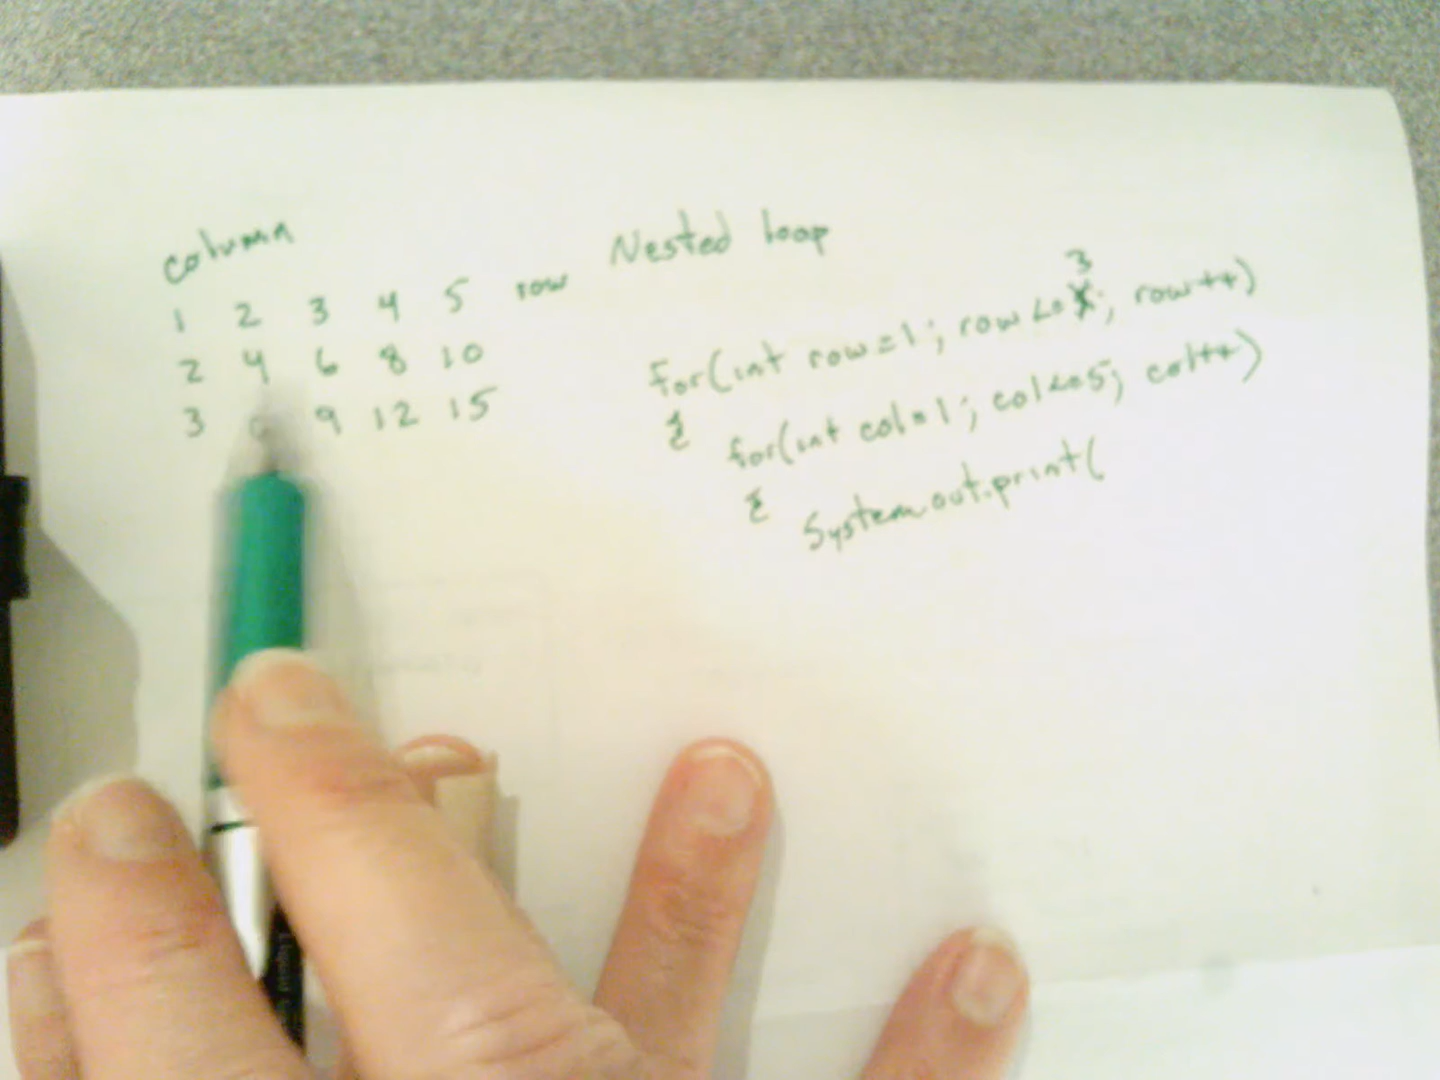 column
1 2 3 4 5 row
2 4 6 8 10
3 6 9 12 15
Nested loop
3
for(int row=1; row<=; row++)
{ for(int col=1; col<=5; col++)
{ System.out.print(